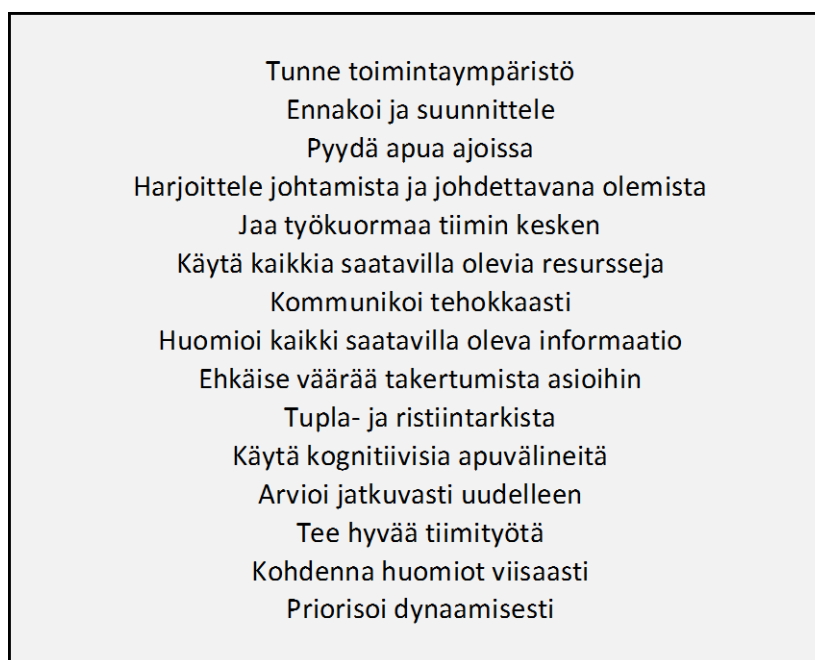 Tunne toimintaympäristö
Ennakoi ja suunnittele
Pyydä apua ajoissa
Harjoittele johtamista ja johdettavana olemista
Jaa työkuormaa tiimin kesken
Käytä kaikkia saatavilla olevia resursseja
Kommunikoi tehokkaasti
Huomioi kaikki saatavilla oleva informaatio
Ehkäise väärää takertumista asioihin
Tupla- ja ristiintarkista
Käytä kognitiivisia apuvälineitä
Arvioi jatkuvasti uudelleen
Tee hyvää tiimityötä
Kohdenna huomiot viisaasti
Priorisoi dynaamisesti